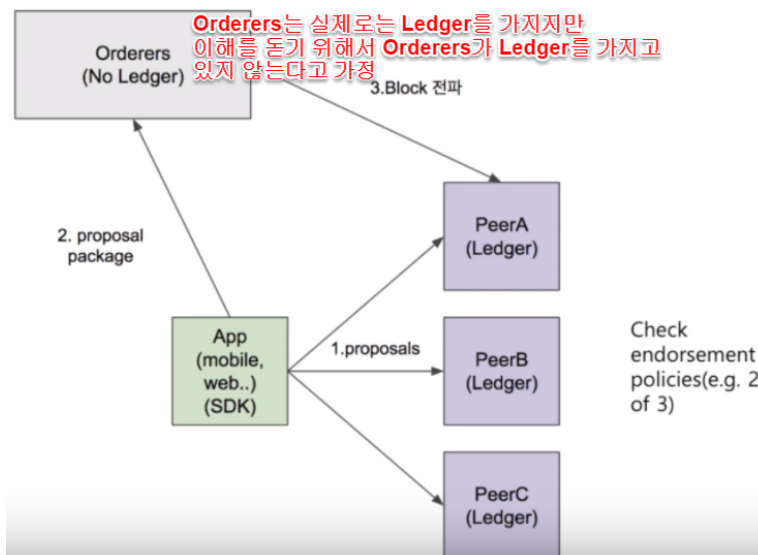 Orderers는 실제로는 Ledger를 가지지만
이해를 돋기 위해서 Orderers가 Ledger를 가지고
있지 않는다고 가정
Orderers
(No Ledger)
3.Block 전파
2. proposal
package
PeerA
(Ledger)
App
(mobile,
web..)
(SDK)
1.proposals
PeerB
(Ledger)
Check
endorsement
policies(e.g. 2
of 3)
PeerC
(Ledger)